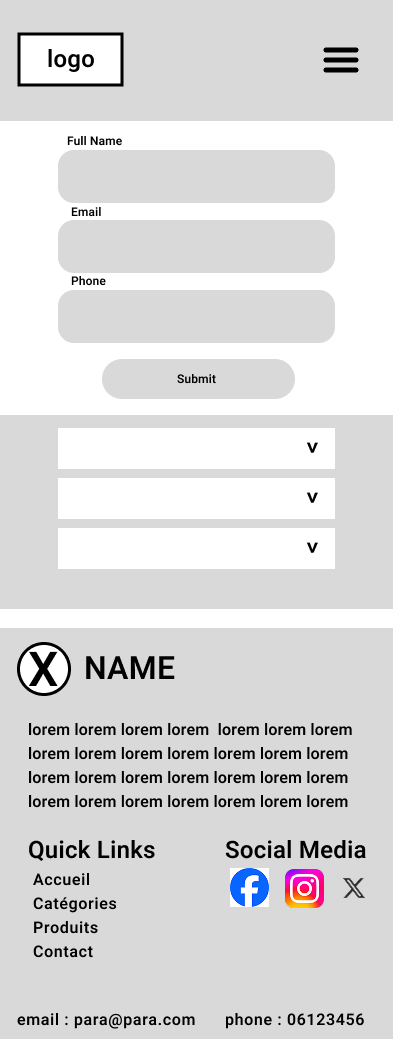 logo
Full Name
Email
Phone
Submit
v
v
v
X NAME
lorem lorem lorem lorem  lorem lorem lorem
lorem lorem lorem lorem lorem lorem lorem
lorem lorem lorem lorem lorem lorem lorem
lorem lorem lorem lorem lorem lorem lorem
Quick Links
Accueil
Catégories
Produits
Contact
Social Media
email : para@para.com
phone : 06123456